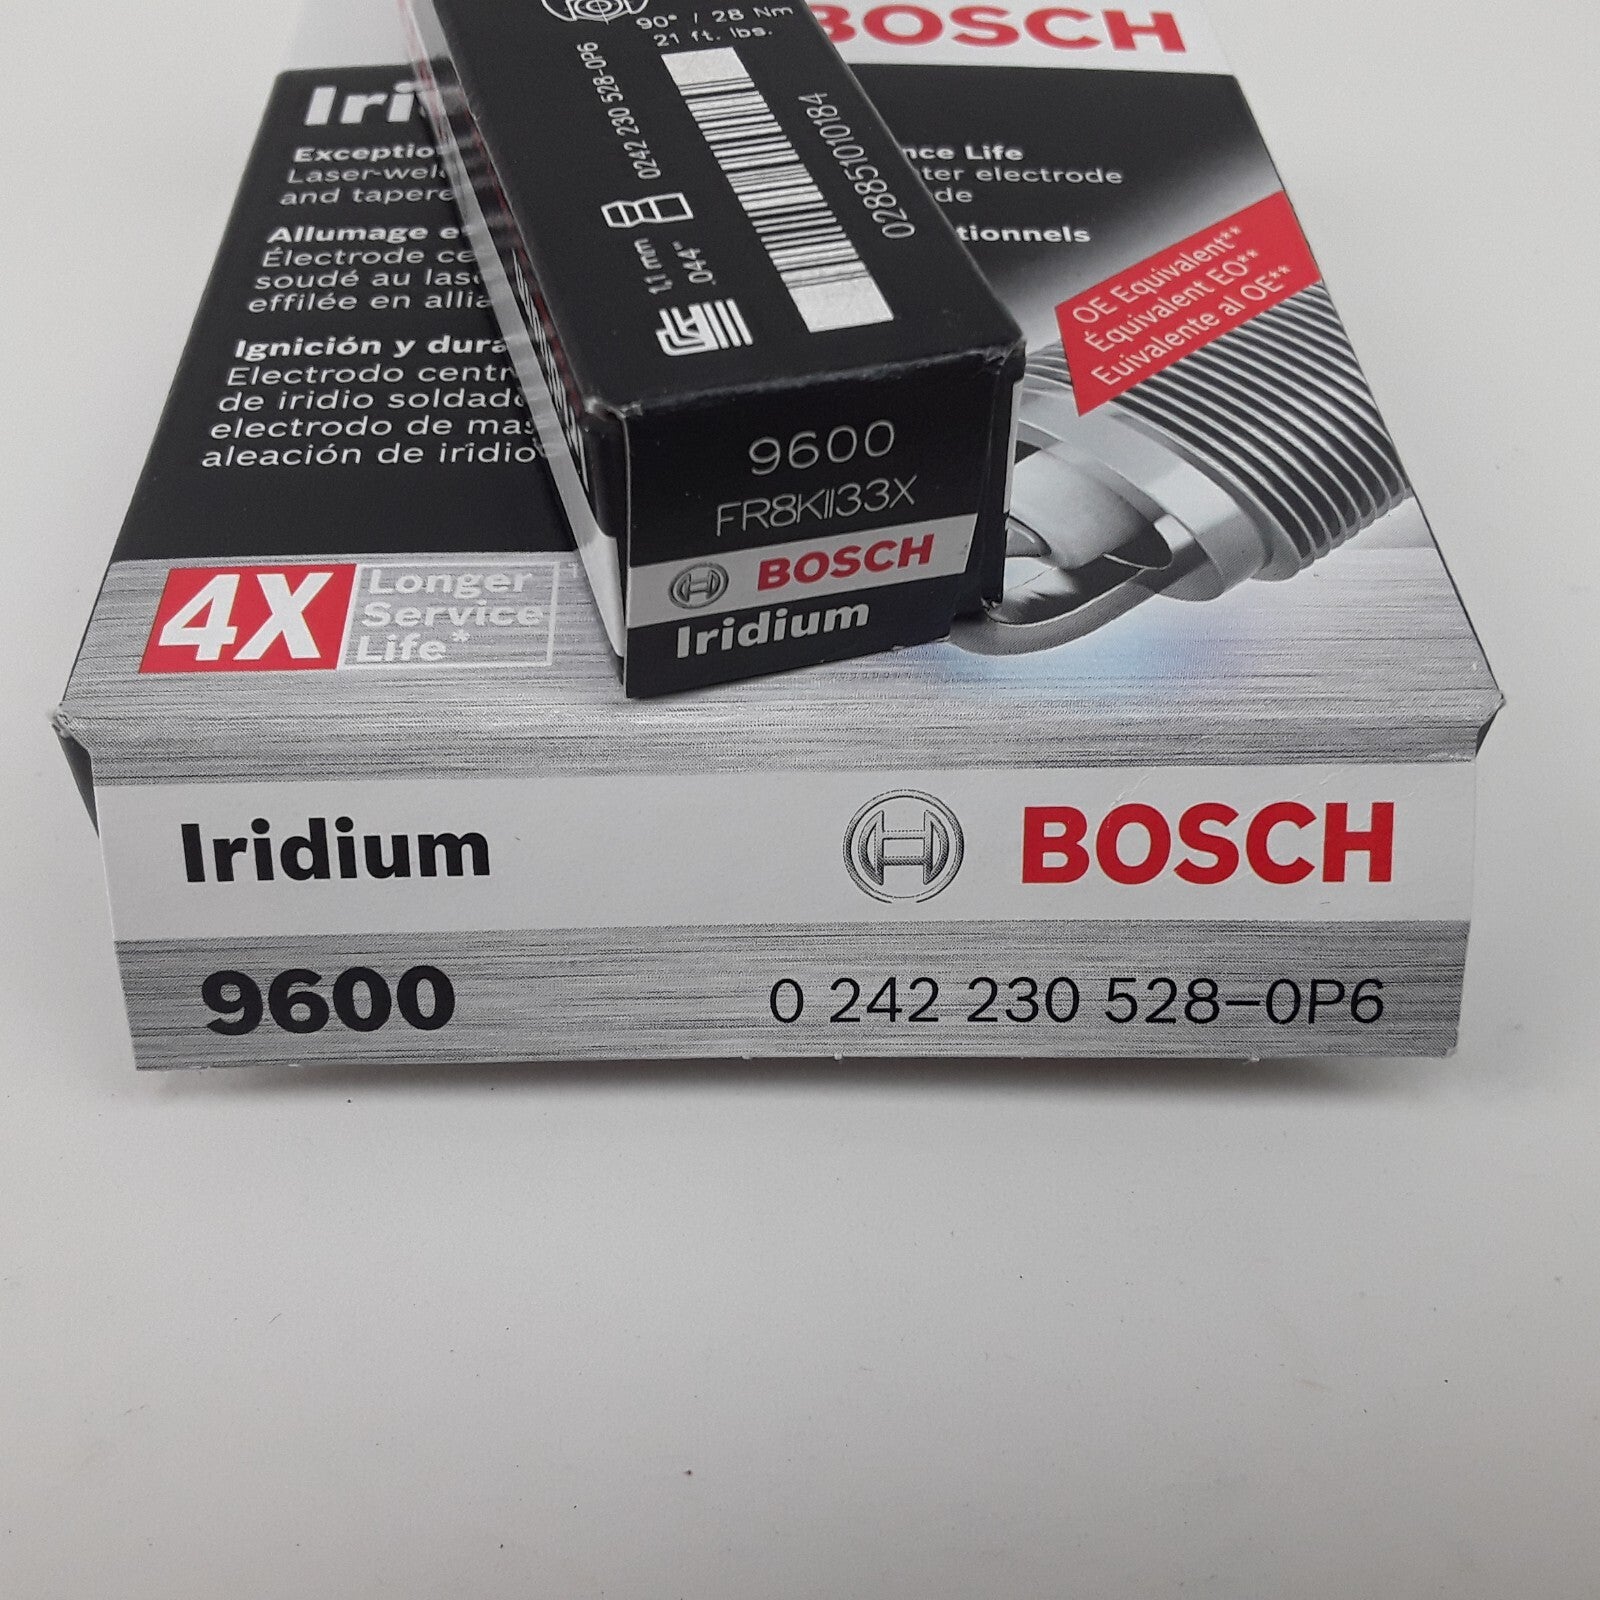 BOSCH
Iri
Exceptio
nce Life
Laser-wel
ter electrode
and tapere
de
Allumage e
tionnels
Électrode ce
soudé au las
effilée en allia
Ignición y dura
Electrodo centr
de iridio soldado
electrodo de mas
aleación de iridio
OE Equivalent**
Équivalent EO**
Euivalente al OE**
4X
Longer
Service
Life*
90° / 28 Nm
21 ft. lbs.
0242 230 528-0P6
1,1 mm
.044"
028851010184
9600
FR8KII33X
BOSCH
Iridium
Iridium
BOSCH
9600
0 242 230 528-0P6